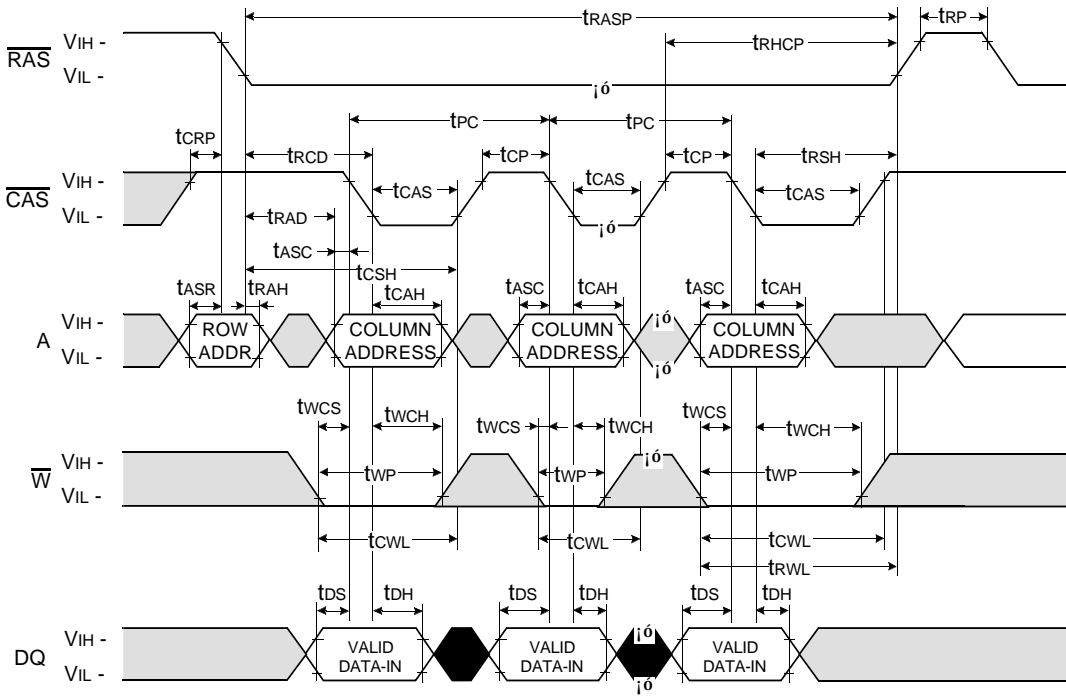 tRASP tRP
RAS VIH - tRHCP
VIL - ¡ó
tCRP tPC tPC
tRCD tCP tCP tRSH
CAS VIH - tCAS tCAS tCAS
VIL - tRAD ¡ó
tASC tCSH
tASR tRAH tCAH tASC tCAH tASC tCAH
A VIH - ROW COLUMN COLUMN ¡ó COLUMN
VIL - ADDR. ADDRESS ADDRESS ¡ó ADDRESS
tWCS tWCH tWCS tWCH tWCS tWCH
W VIH - tWP tWP ¡ó tWP
VIL -
tCWL tCWL tCWL
tRWL
tDS tDH tDS tDH tDS tDH
DQ VIH - VALID VALID ¡ó VALID
VIL - DATA-IN DATA-IN ¡ó DATA-IN